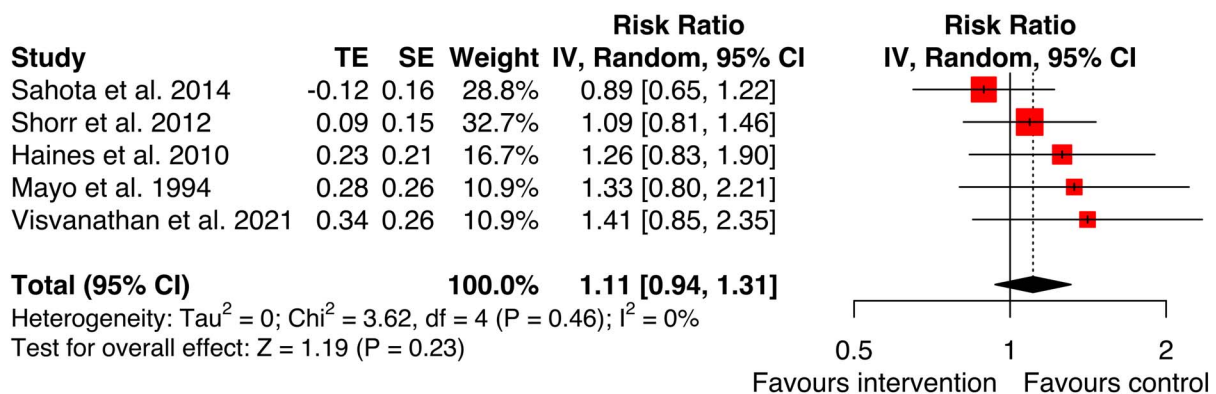 Risk Ratio Risk Ratio
Study TE SE Weight IV, Random, 95% CI IV, Random, 95% CI
Sahota et al. 2014 -0.12 0.16 28.8% 0.89 [0.65, 1.22]
Shorr et al. 2012 0.09 0.15 32.7% 1.09 [0.81, 1.46]
Haines et al. 2010 0.23 0.21 16.7% 1.26 [0.83, 1.90]
Mayo et al. 1994 0.28 0.26 10.9% 1.33 [0.80, 2.21]
Visvanathan et al. 2021 0.34 0.26 10.9% 1.41 [0.85, 2.35]
Total (95% CI) 100.0% 1.11 [0.94, 1.31]
Heterogeneity: Tau² = 0; Chi² = 3.62, df = 4 (P = 0.46); I² = 0%
Test for overall effect: Z = 1.19 (P = 0.23)
0.5 1 2
Favours intervention Favours control